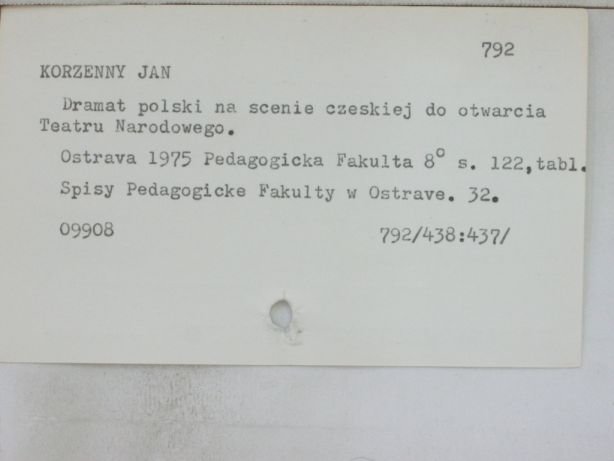 792
KORZENNY JAN
Dramat polski na scenie czeskiej do otwarcia
Teatru Narodowego.
Ostrava 1975 Pedagogicka Fakulta 8° s. 122,tabl.
Spisy Pedagogicke Fakulty w Ostrave. 32.
09908 792/438:437/